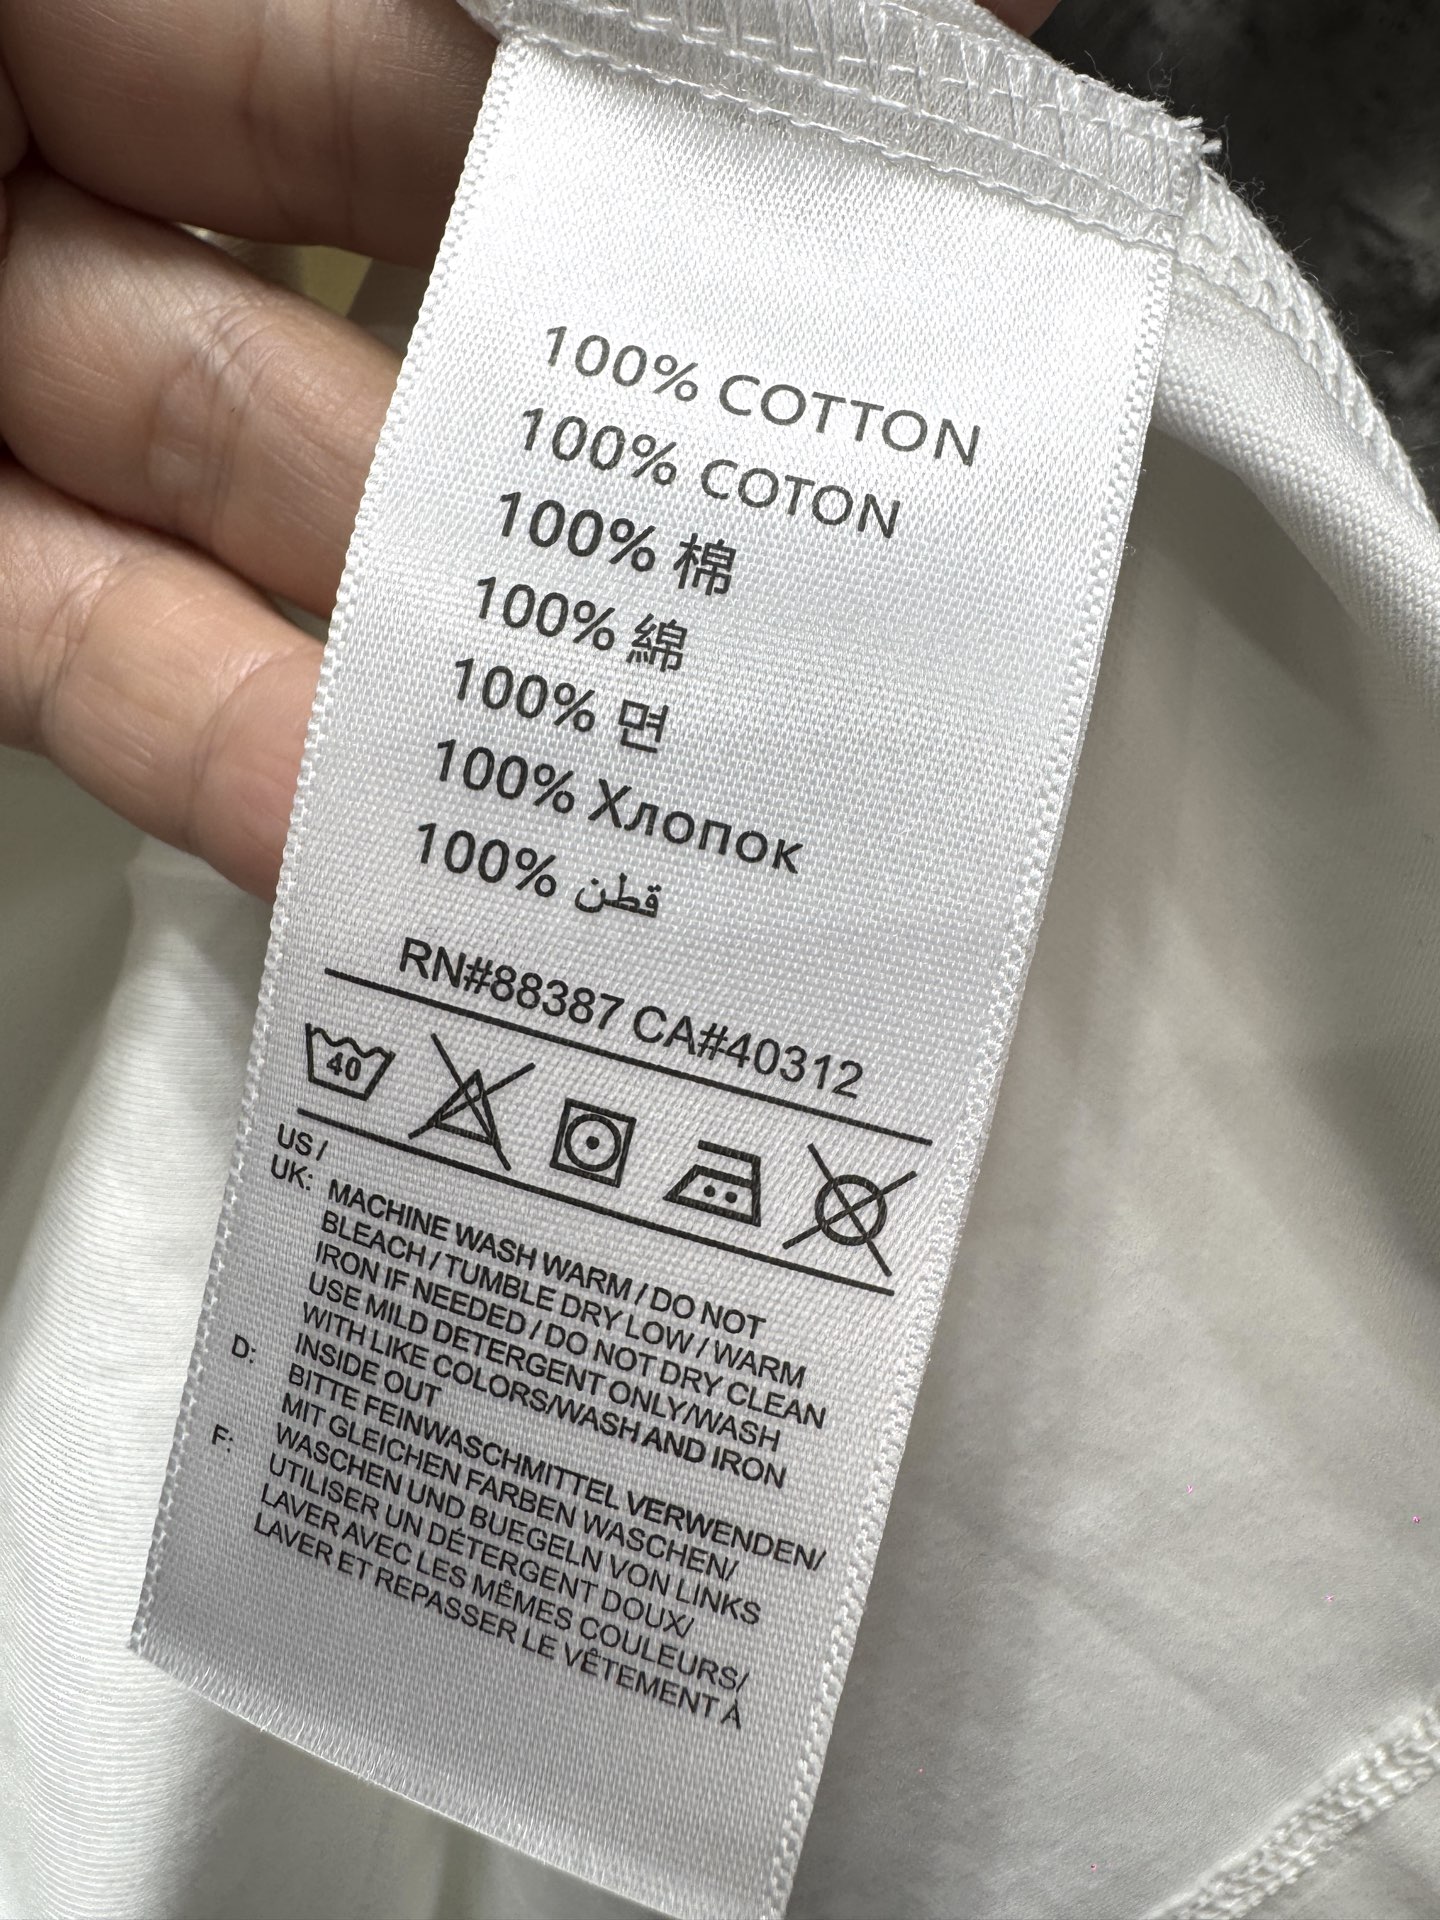 100% COTTON
100% COTON
100% 棉
100% 綿
100% 면
100% Хлопок
100% قطن
RN#88387 CA#40312
40
US /
UK: MACHINE WASH WARM / DO NOT
BLEACH / TUMBLE DRY LOW / WARM
IRON IF NEEDED / DO NOT DRY CLEAN
USE MILD DETERGENT ONLY/WASH
WITH LIKE COLORS/WASH AND IRON
INSIDE OUT
D: BITTE FEINWASCHMITTEL VERWENDEN/
MIT GLEICHEN FARBEN WASCHEN/
WASCHEN UND BUEGELN VON LINKS
F: UTILISER UN DÉTERGENT DOUX/
LAVER AVEC LES MÊMES COULEURS/
LAVER ET REPASSER LE VÊTEMENT À